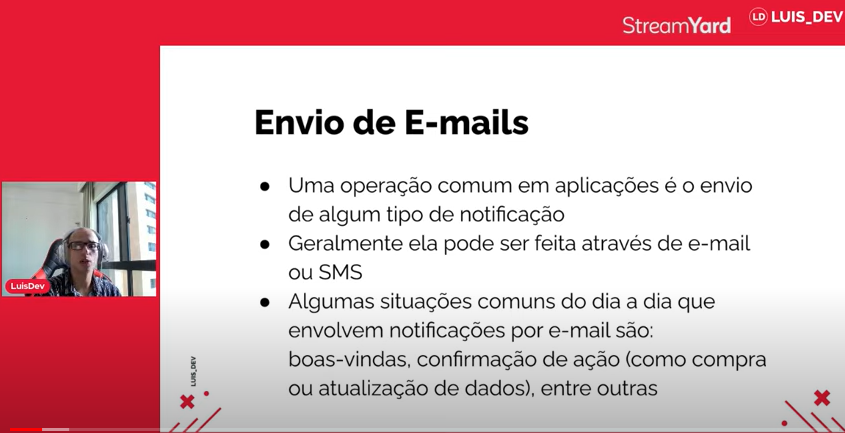 StreamYard
LD LUIS_DEV
Envio de E-mails
● Uma operação comum em aplicações é o envio
de algum tipo de notificação
● Geralmente ela pode ser feita através de e-mail
ou SMS
● Algumas situações comuns do dia a dia que
envolvem notificações por e-mail são:
boas-vindas, confirmação de ação (como compra
ou atualização de dados), entre outras
LuisDev
LUIS_DEV